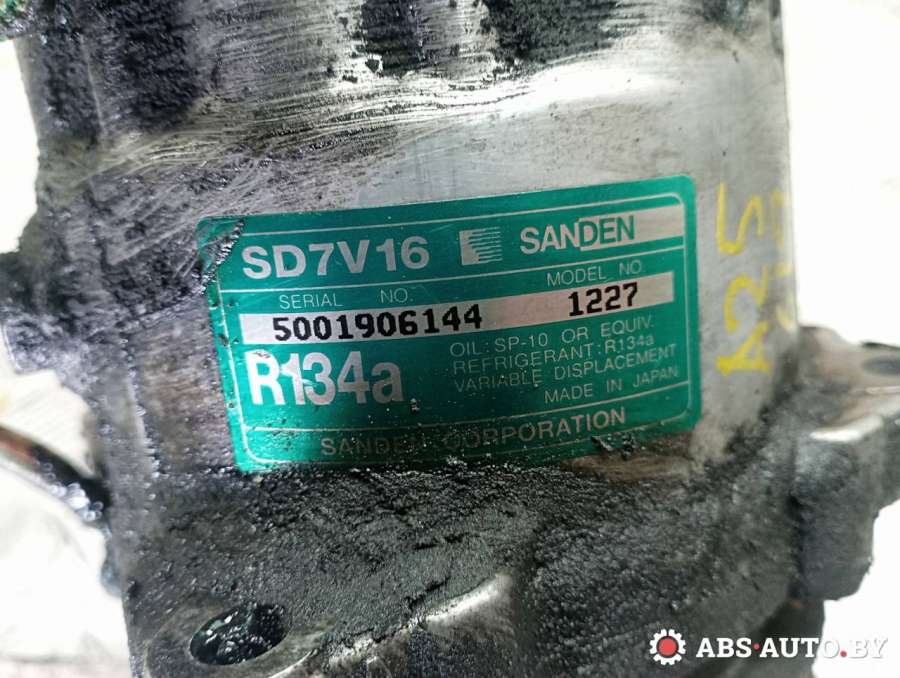 SD7V16 SANDEN
SERIAL NO. MODEL NO.
5001906144 1227
R134a
OIL: SP-10 OR EQUIV.
REFRIGERANT: R134a
VARIABLE DISPLACEMENT
MADE IN JAPAN
SANDEN CORPORATION
A25
ABS-AUTO.BY